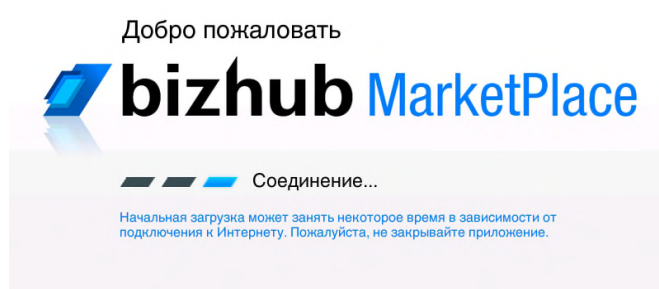 Добро пожаловать
bizhub MarketPlace
Соединение...
Начальная загрузка может занять некоторое время в зависимости от
подключения к Интернету. Пожалуйста, не закрывайте приложение.